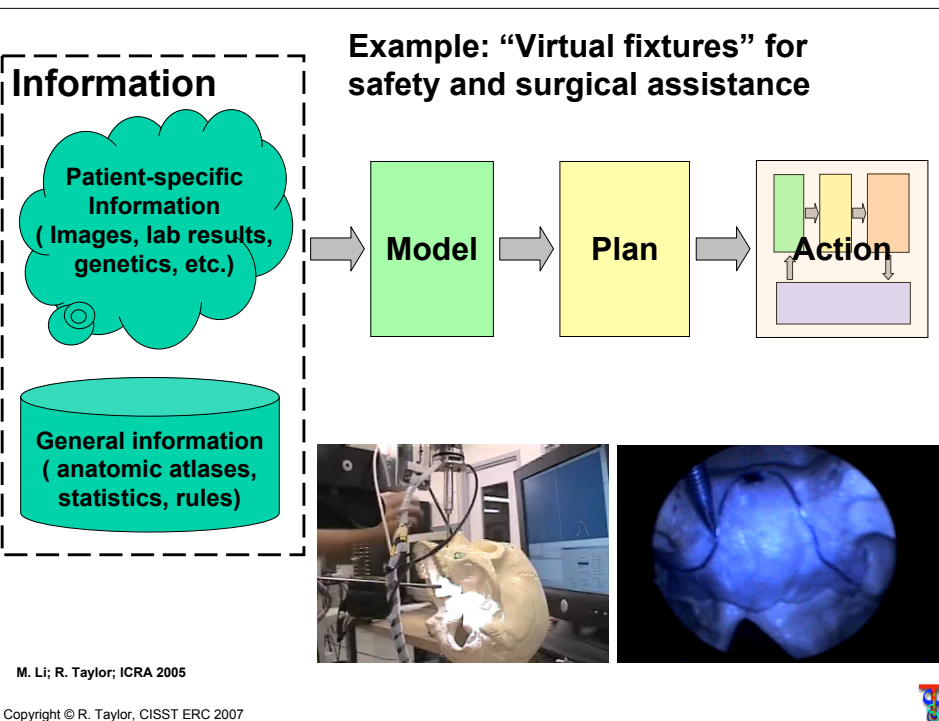 Example: “Virtual fixtures” for
safety and surgical assistance
Information
Patient-specific
Information
( Images, lab results,
genetics, etc.)
Model
Plan
Action
General information
( anatomic atlases,
statistics, rules)
M. Li; R. Taylor; ICRA 2005
Copyright © R. Taylor, CISST ERC 2007